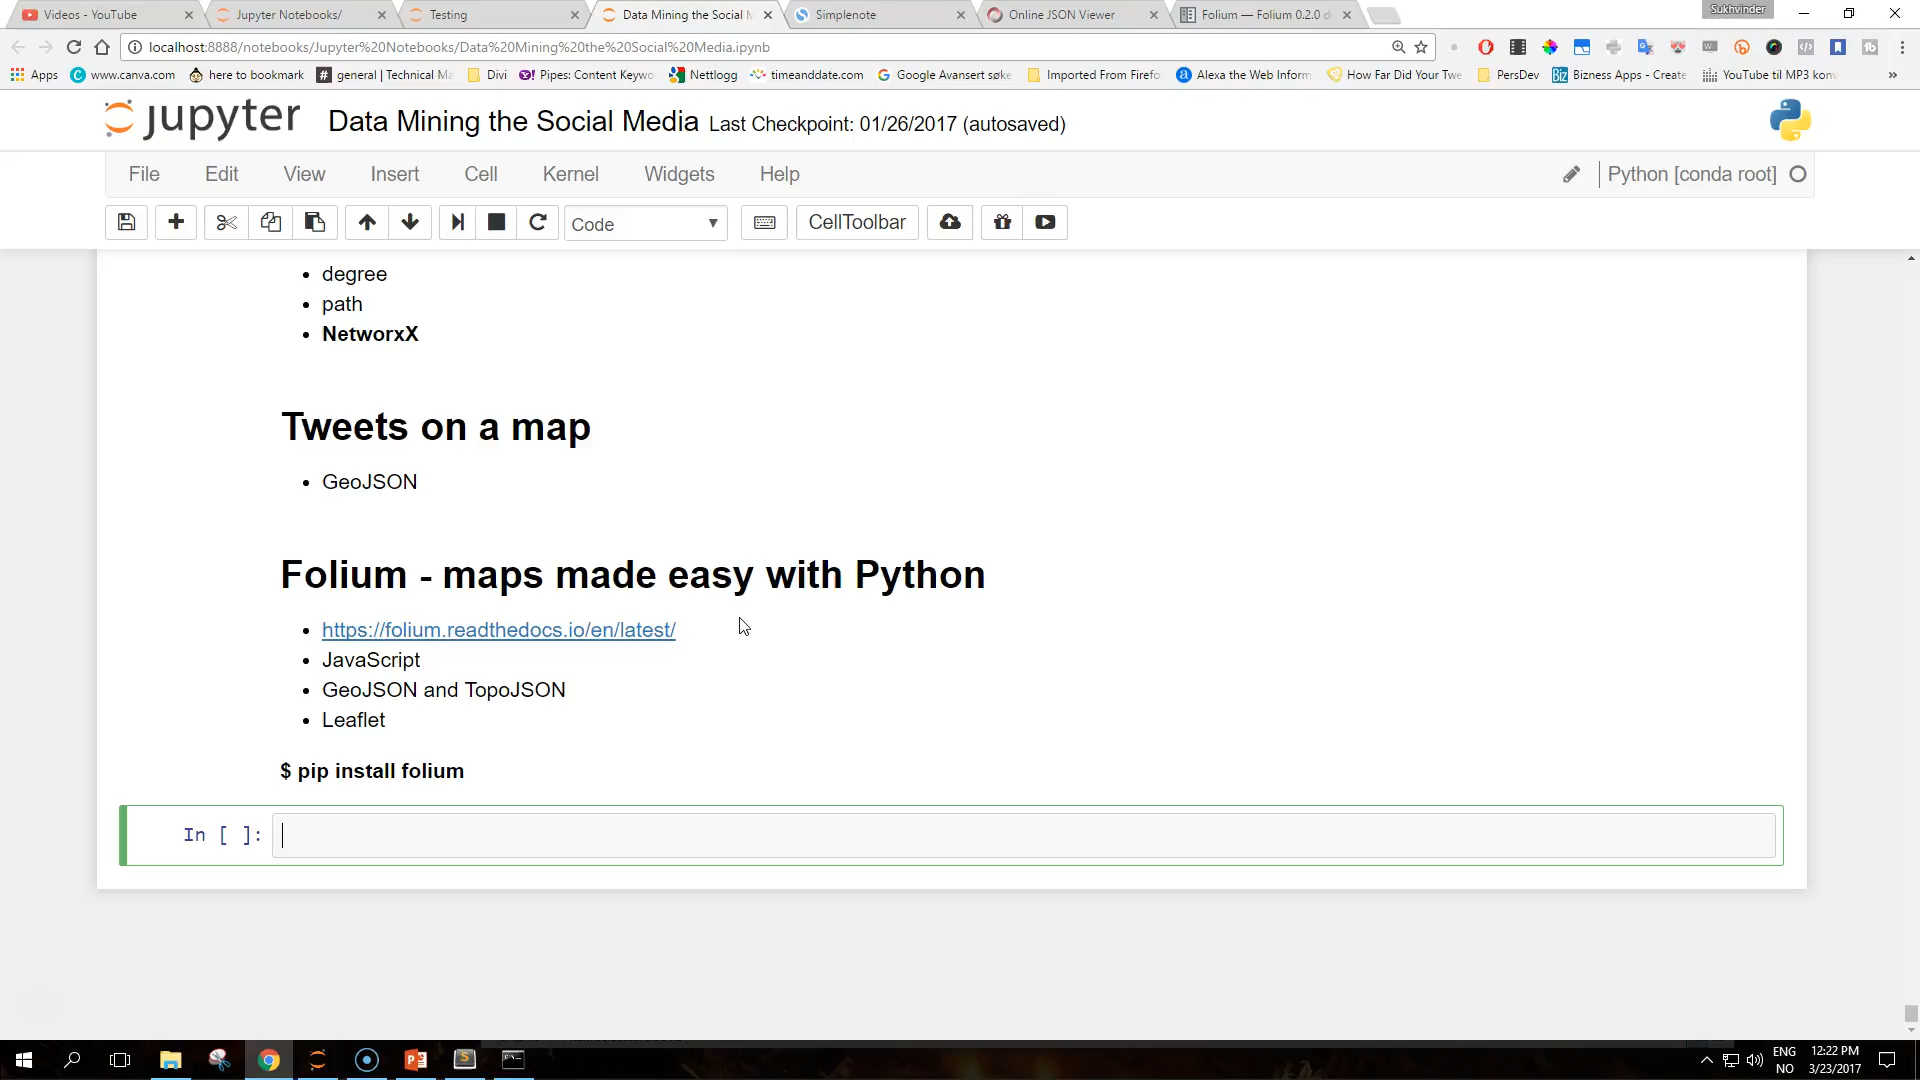 Videos - YouTube
Jupyter Notebooks/
Testing
Data Mining the Social
Simplenote
Online JSON Viewer
Folium — Folium 0.2.0 d
Sukhvinder
localhost:8888/notebooks/Jupyter%20Notebooks/Data%20Mining%20the%20Social%20Media.ipynb
Apps
www.canva.com
here to bookmark
general | Technical Ma
Divi
Pipes: Content Keywo
Nettlogg
timeanddate.com
Google Avansert søke
Imported From Firefo
Alexa the Web Inform
How Far Did Your Twe
PersDev
Bizness Apps - Create
YouTube til MP3 konv
»
jupyter Data Mining the Social Media Last Checkpoint: 01/26/2017 (autosaved)
File Edit View Insert Cell Kernel Widgets Help Python [conda root]
Code CellToolbar
• degree
• path
• NetworxX
Tweets on a map
• GeoJSON
Folium - maps made easy with Python
• https://folium.readthedocs.io/en/latest/
• JavaScript
• GeoJSON and TopoJSON
• Leaflet
$ pip install folium
In [ ]:
ENG 12:22 PM
NO 3/23/2017